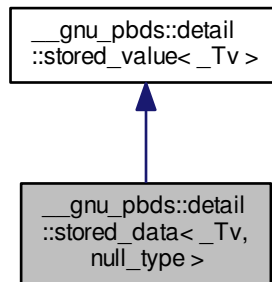 __gnu_pbds::detail
::stored_value< _Tv >
__gnu_pbds::detail
::stored_data< _Tv,
null_type >